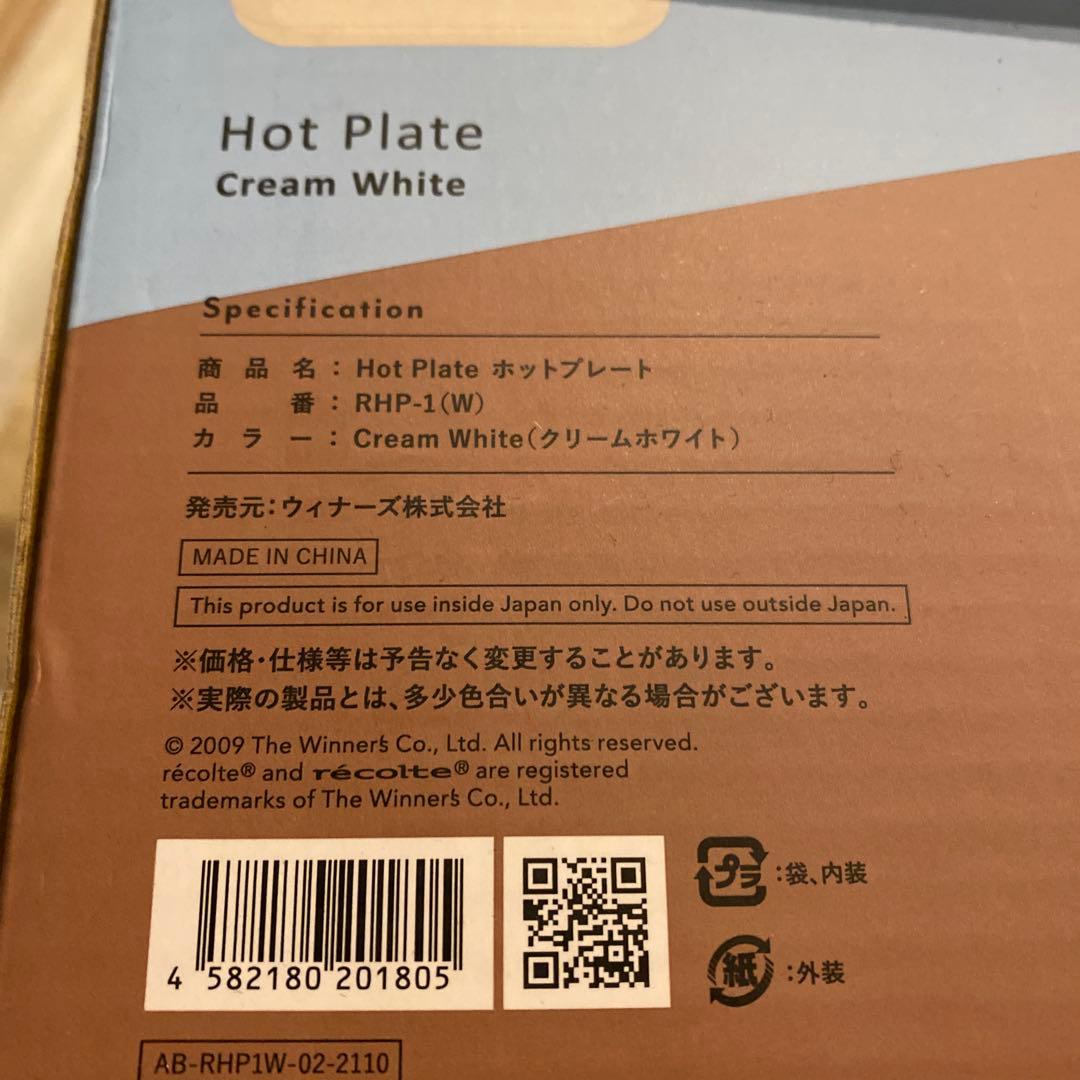 Hot Plate
Cream White
Specification
商品名：Hot Plate ホットプレート
品番：RHP-1(W)
カラー：Cream White(クリームホワイト)
発売元：ウィナーズ株式会社
MADE IN CHINA
This product is for use inside Japan only. Do not use outside Japan.
※価格・仕様等は予告なく変更することがあります。
※実際の製品とは、多少色合いが異なる場合がございます。
© 2009 The Winner's Co., Ltd. All rights reserved.
récolte® and récolte® are registered
trademarks of The Winner's Co., Ltd.
4 582180 201805
プラ：袋、内装
紙：外装
AB-RHP1W-02-2110